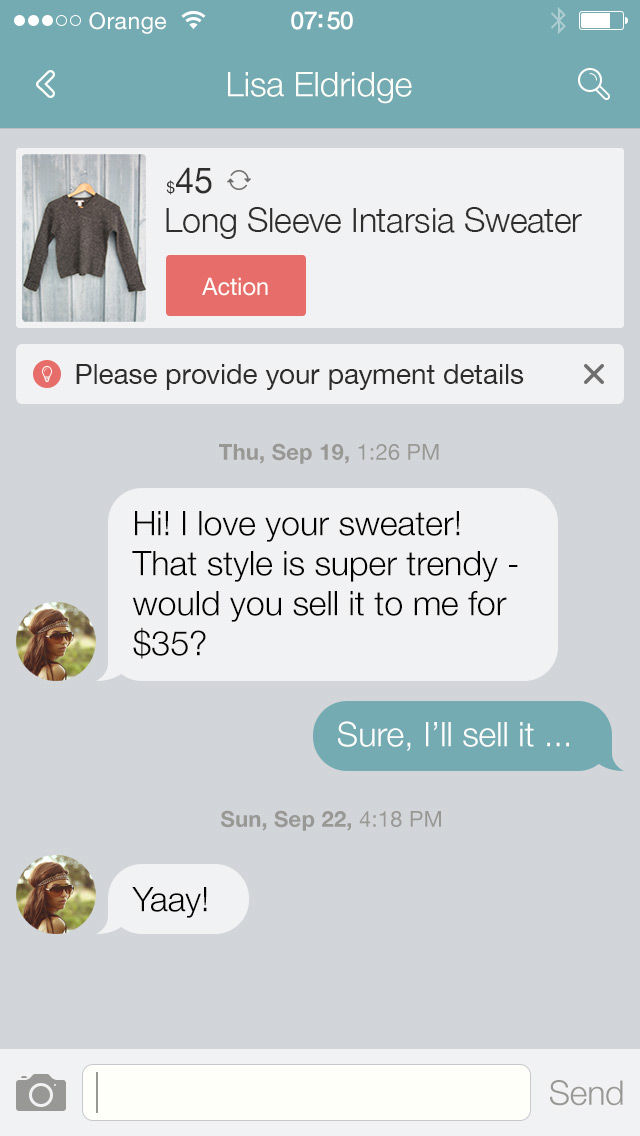 Orange 07:50
Lisa Eldridge
$45
Long Sleeve Intarsia Sweater
Action
Please provide your payment details
Thu, Sep 19, 1:26 PM
Hi! I love your sweater!
That style is super trendy -
would you sell it to me for
$35?
Sure, I’ll sell it ...
Sun, Sep 22, 4:18 PM
Yaay!
Send